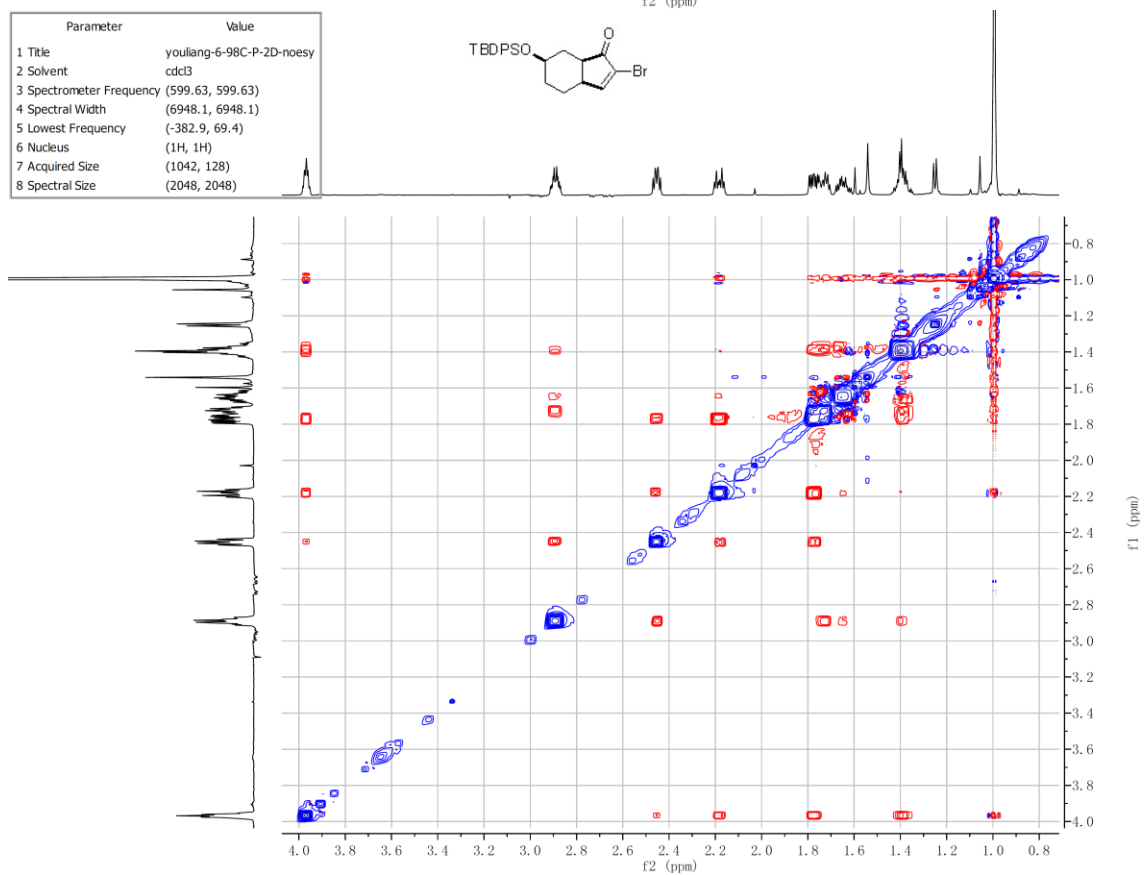 f2 (ppm)
Parameter Value
1 Title youliang-6-98C-P-2D-noesy
2 Solvent cdcl3
3 Spectrometer Frequency (599.63, 599.63)
4 Spectral Width (6948.1, 6948.1)
5 Lowest Frequency (-382.9, 69.4)
6 Nucleus (1H, 1H)
7 Acquired Size (1042, 128)
8 Spectral Size (2048, 2048)
TBDPSO
O
Br
0.8
1.0
1.2
1.4
1.6
1.8
2.0
2.2
2.4
2.6
2.8
3.0
3.2
3.4
3.6
3.8
4.0
f1 (ppm)
4.0 3.8 3.6 3.4 3.2 3.0 2.8 2.6 2.4 2.2 2.0 1.8 1.6 1.4 1.2 1.0 0.8
f2 (ppm)